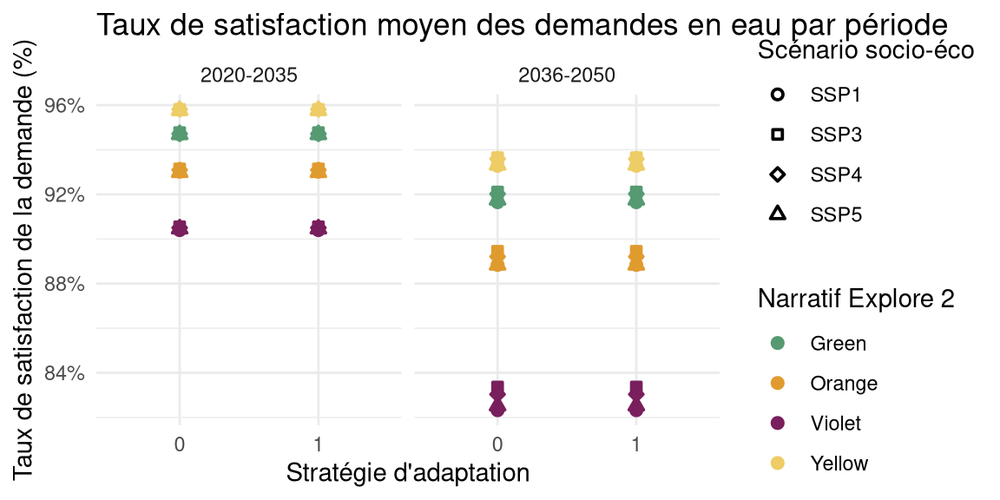 Taux de satisfaction moyen des demandes en eau par période
Taux de satisfaction de la demande (%)
2020-2035
2036-2050
96%
92%
88%
84%
0
1
0
1
Stratégie d'adaptation
Scénario socio-éco
SSP1
SSP3
SSP4
SSP5
Narratif Explore 2
Green
Orange
Violet
Yellow